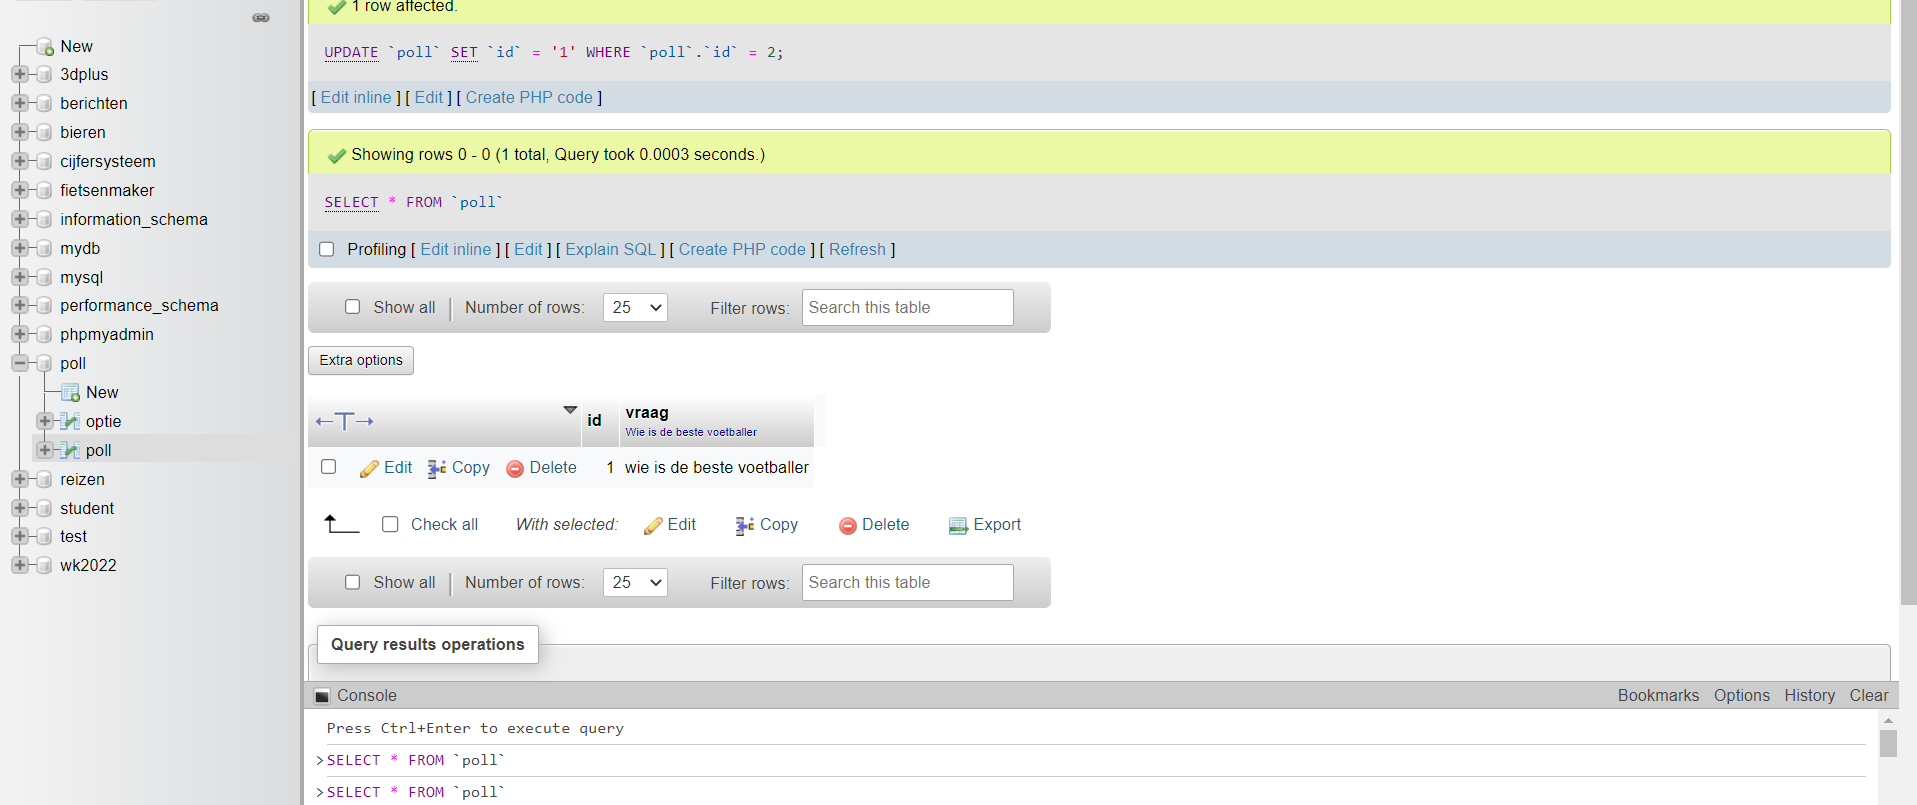 New
3dplus
berichten
bieren
cijfersysteem
fietsenmaker
information_schema
mydb
mysql
performance_schema
phpmyadmin
poll
New
optie
poll
reizen
student
test
wk2022
1 row affected.
UPDATE `poll` SET `id` = '1' WHERE `poll`.`id` = 2;
[ Edit inline ] [ Edit ] [ Create PHP code ]
Showing rows 0 - 0 (1 total, Query took 0.0003 seconds.)
SELECT * FROM `poll`
Profiling [ Edit inline ] [ Edit ] [ Explain SQL ] [ Create PHP code ] [ Refresh ]
Show all | Number of rows: 25 Filter rows: Search this table
Extra options
←T→ id vraag
Wie is de beste voetballer
Edit Copy Delete 1 wie is de beste voetballer
Check all With selected: Edit Copy Delete Export
Show all | Number of rows: 25 Filter rows: Search this table
Query results operations
Console Bookmarks Options History Clear
Press Ctrl+Enter to execute query
>SELECT * FROM `poll`
>SELECT * FROM `poll`